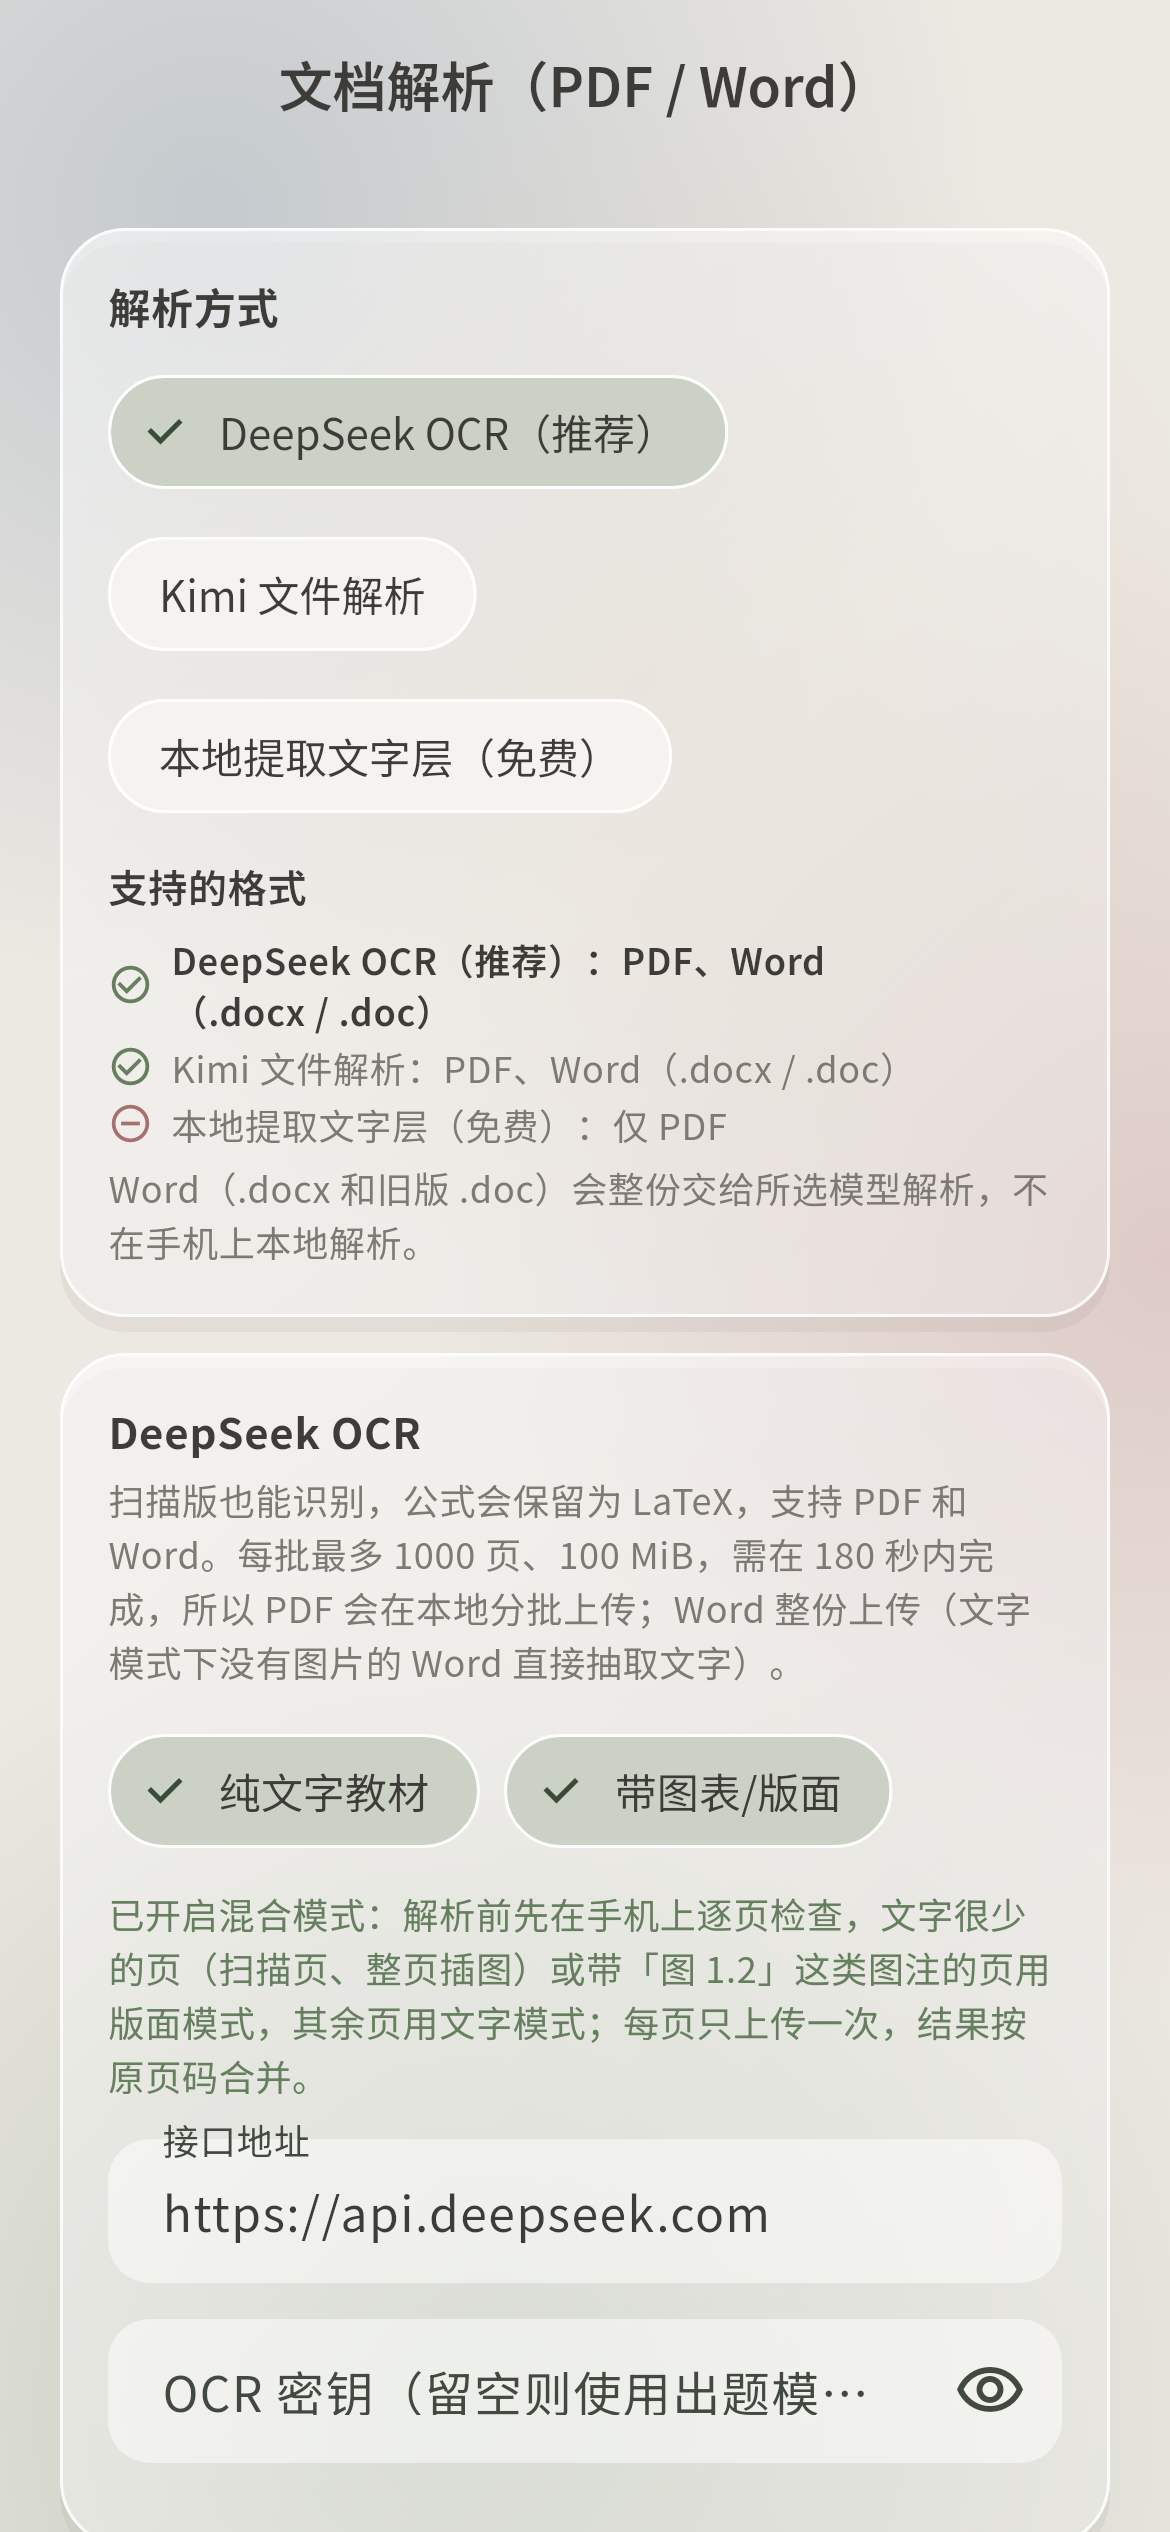 文档解析（PDF / Word）
解析方式
DeepSeek OCR（推荐）
Kimi 文件解析
本地提取文字层（免费）
支持的格式
DeepSeek OCR（推荐）：PDF、Word
（.docx / .doc）
Kimi 文件解析：PDF、Word（.docx / .doc）
本地提取文字层（免费）：仅 PDF
Word（.docx 和旧版 .doc）会整份交给所选模型解析，不
在手机上本地解析。
DeepSeek OCR
扫描版也能识别，公式会保留为 LaTeX，支持 PDF 和
Word。每批最多 1000 页、100 MiB，需在 180 秒内完
成，所以 PDF 会在本地分批上传；Word 整份上传（文字
模式下没有图片的 Word 直接抽取文字）。
纯文字教材 带图表/版面
已开启混合模式：解析前先在手机上逐页检查，文字很少
的页（扫描页、整页插图）或带「图 1.2」这类图注的页用
版面模式，其余页用文字模式；每页只上传一次，结果按
原页码合并。
接口地址
https://api.deepseek.com
OCR 密钥（留空则使用出题模…